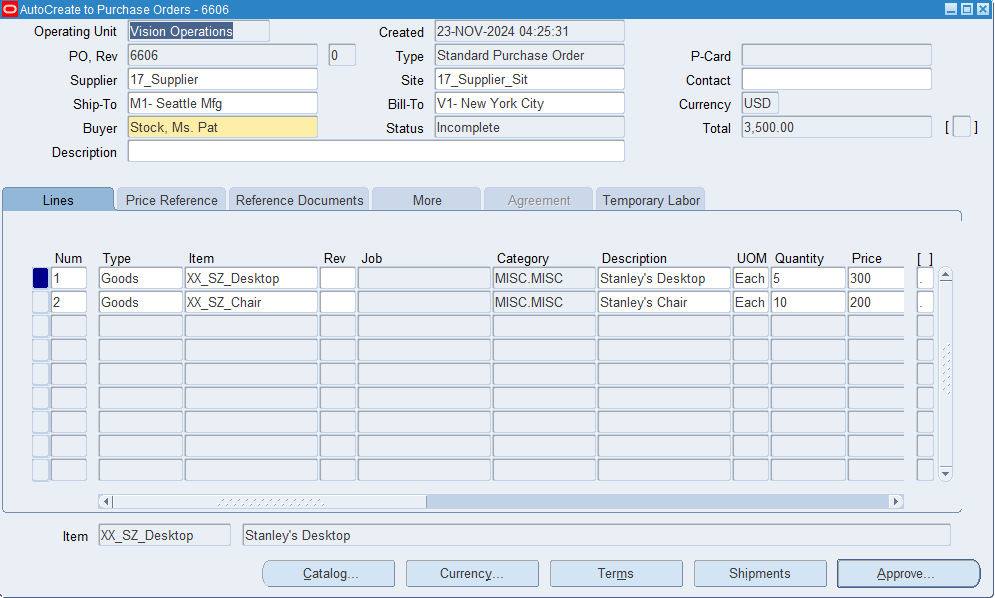 AutoCreate to Purchase Orders - 6606
Operating Unit Vision Operations Created 23-NOV-2024 04:25:31
PO, Rev 6606 0 Type Standard Purchase Order P-Card
Supplier 17_Supplier Site 17_Supplier_Sit Contact
Ship-To M1- Seattle Mfg Bill-To V1- New York City Currency USD
Buyer Stock, Ms. Pat Status Incomplete Total 3,500.00 [ ]
Description
Lines Price Reference Reference Documents More Agreement Temporary Labor
Num Type Item Rev Job Category Description UOM Quantity Price [ ]
1 Goods XX_SZ_Desktop MISC.MISC Stanley's Desktop Each 5 300 .
2 Goods XX_SZ_Chair MISC.MISC Stanley's Chair Each 10 200 .
Item XX_SZ_Desktop Stanley's Desktop
Catalog... Currency... Terms Shipments Approve...